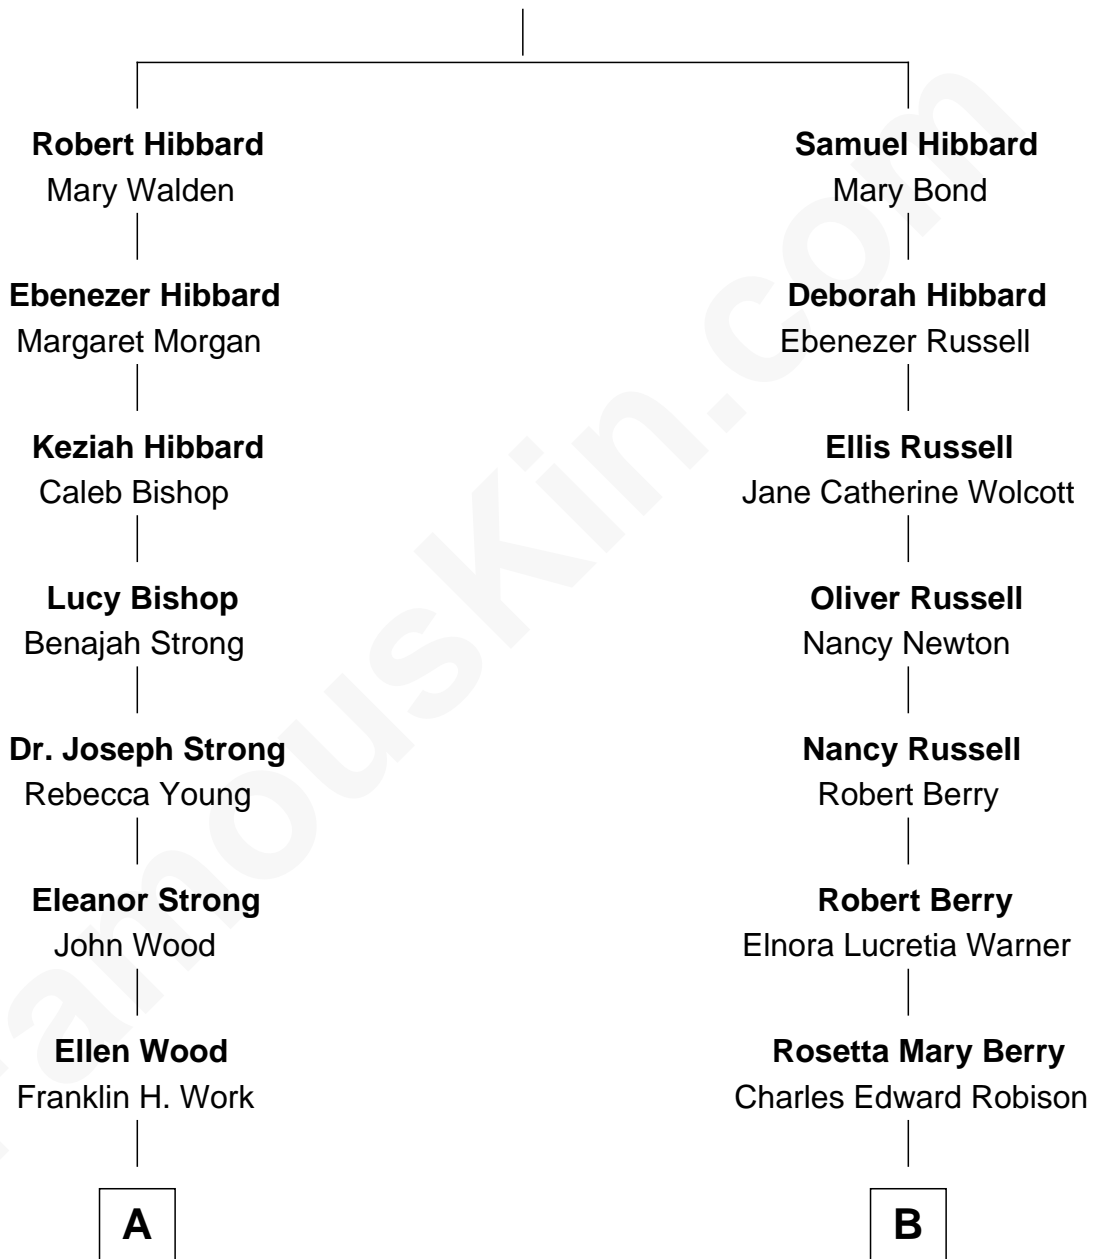 Robert Hibbard
Mary Walden
Ebenezer Hibbard
Margaret Morgan
Keziah Hibbard
Caleb Bishop
Lucy Bishop
Benajah Strong
Dr. Joseph Strong
Rebecca Young
Eleanor Strong
John Wood
Ellen Wood
Franklin H. Work
A
Samuel Hibbard
Mary Bond
Deborah Hibbard
Ebenezer Russell
Ellis Russell
Jane Catherine Wolcott
Oliver Russell
Nancy Newton
Nancy Russell
Robert Berry
Robert Berry
Elnora Lucretia Warner
Rosetta Mary Berry
Charles Edward Robison
B
FamousKin.com